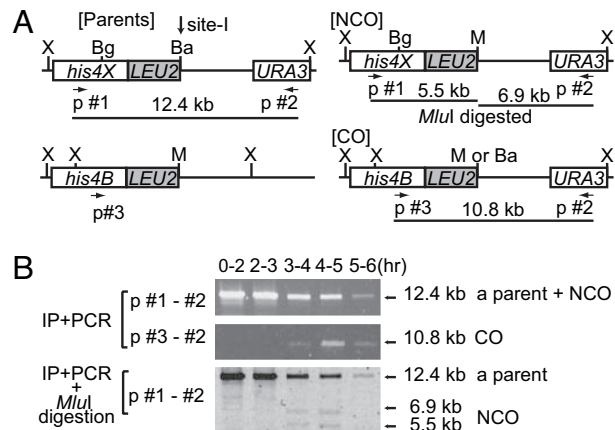 A
[Parents]
site-I
X Bg Ba X
his4X LEU2 URA3
p #1 p #2
12.4 kb
X X M X
his4B LEU2
p#3
[NCO]
X Bg M X
his4X LEU2 URA3
p #1 5.5 kb 6.9 kb p #2
MluI digested
[CO]
X X M or Ba X
his4B LEU2 URA3
p #3 p #2
10.8 kb
B
0-2 2-3 3-4 4-5 5-6(hr)
IP+PCR
p #1 - #2 12.4 kb a parent + NCO
p #3 - #2 10.8 kb CO
IP+PCR
+
MluI
digestion
p #1 - #2 12.4 kb a parent
6.9 kb
5.5 kb
NCO